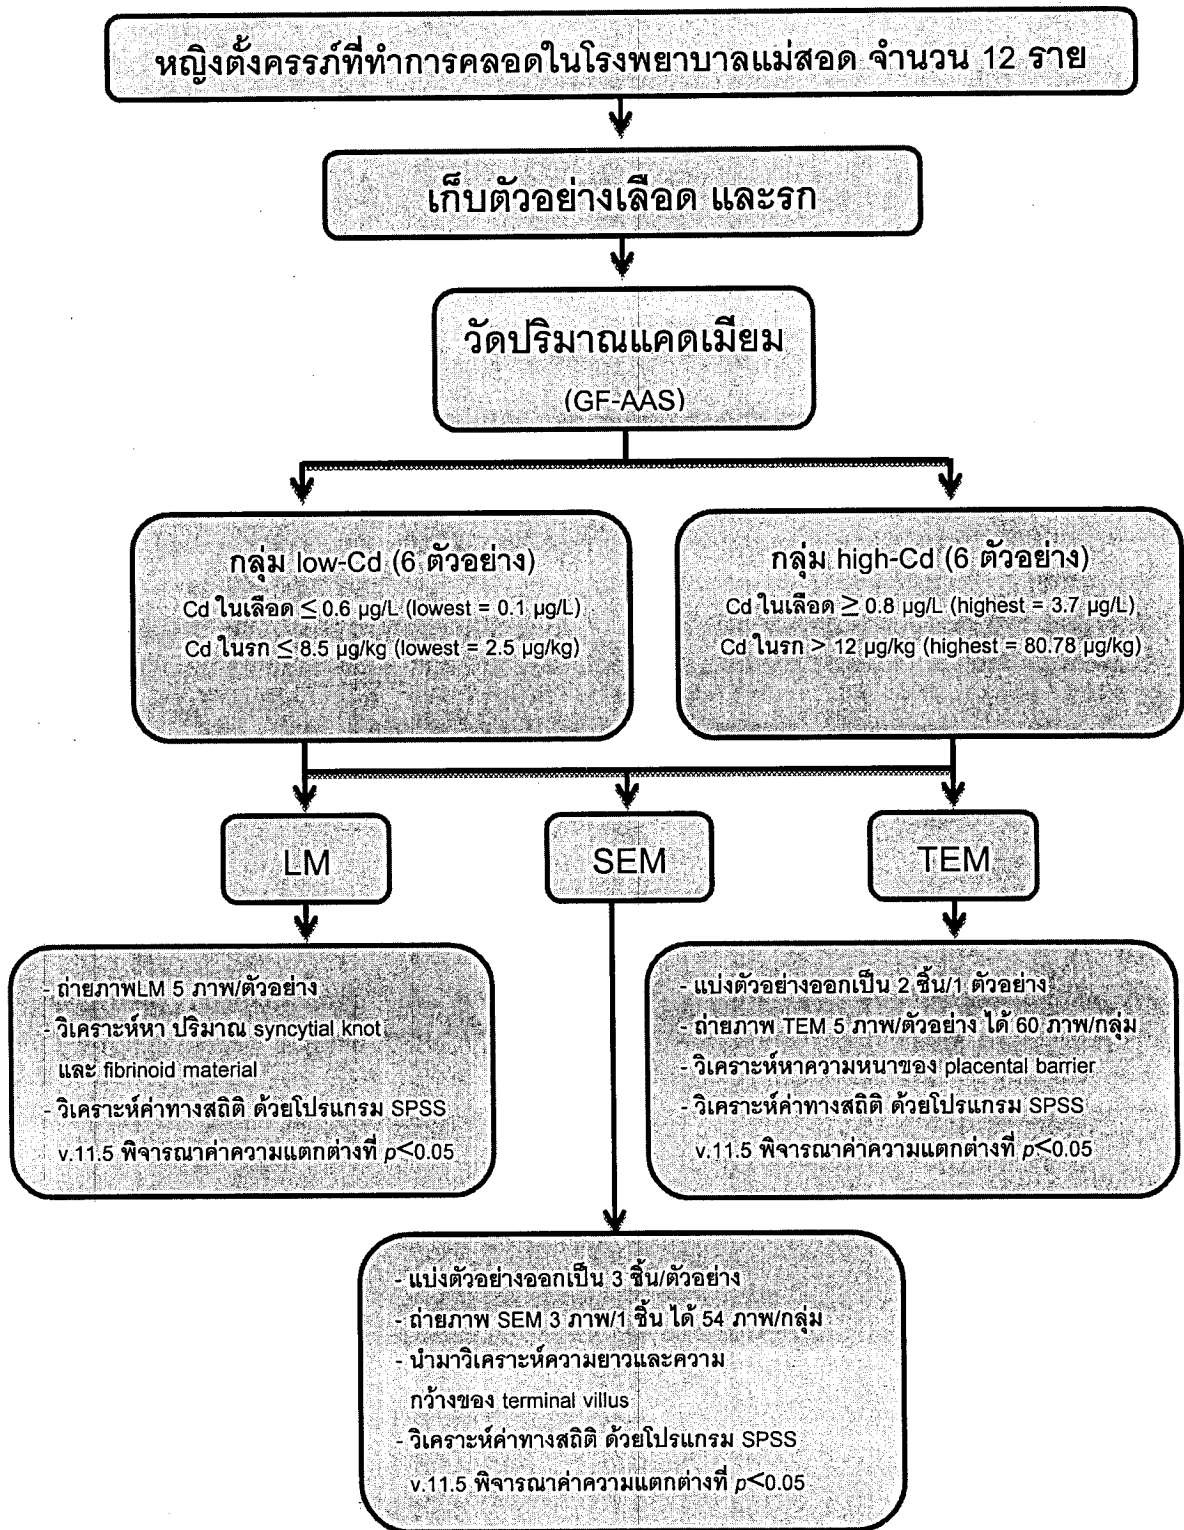 หญิงตั้งครรภ์ที่ทำการคลอดในโรงพยาบาลแม่สอด จำนวน 12 ราย
เก็บตัวอย่างเลือด และรก
วัดปริมาณแคดเมียม
(GF-AAS)
กลุ่ม low-Cd (6 ตัวอย่าง)
Cd ในเลือด ≤ 0.6 µg/L (lowest = 0.1 µg/L)
Cd ในรก ≤ 8.5 µg/kg (lowest = 2.5 µg/kg)
กลุ่ม high-Cd (6 ตัวอย่าง)
Cd ในเลือด ≥ 0.8 µg/L (highest = 3.7 µg/L)
Cd ในรก > 12 µg/kg (highest = 80.78 µg/kg)
LM
SEM
TEM
- ถ่ายภาพLM 5 ภาพ/ตัวอย่าง
- วิเคราะห์หา ปริมาณ syncytial knot
และ fibrinoid material
- วิเคราะห์ค่าทางสถิติ ด้วยโปรแกรม SPSS
v.11.5 พิจารณาค่าความแตกต่างที่ p<0.05
- แบ่งตัวอย่างออกเป็น 2 ชิ้น/1 ตัวอย่าง
- ถ่ายภาพ TEM 5 ภาพ/ตัวอย่าง ได้ 60 ภาพ/กลุ่ม
- วิเคราะห์หาความหนาของ placental barrier
- วิเคราะห์ค่าทางสถิติ ด้วยโปรแกรม SPSS
v.11.5 พิจารณาค่าความแตกต่างที่ p<0.05
- แบ่งตัวอย่างออกเป็น 3 ชิ้น/ตัวอย่าง
- ถ่ายภาพ SEM 3 ภาพ/1 ชิ้น ได้ 54 ภาพ/กลุ่ม
- นำมาวิเคราะห์ความยาวและความ
กว้างของ terminal villus
- วิเคราะห์ค่าทางสถิติ ด้วยโปรแกรม SPSS
v.11.5 พิจารณาค่าความแตกต่างที่ p<0.05